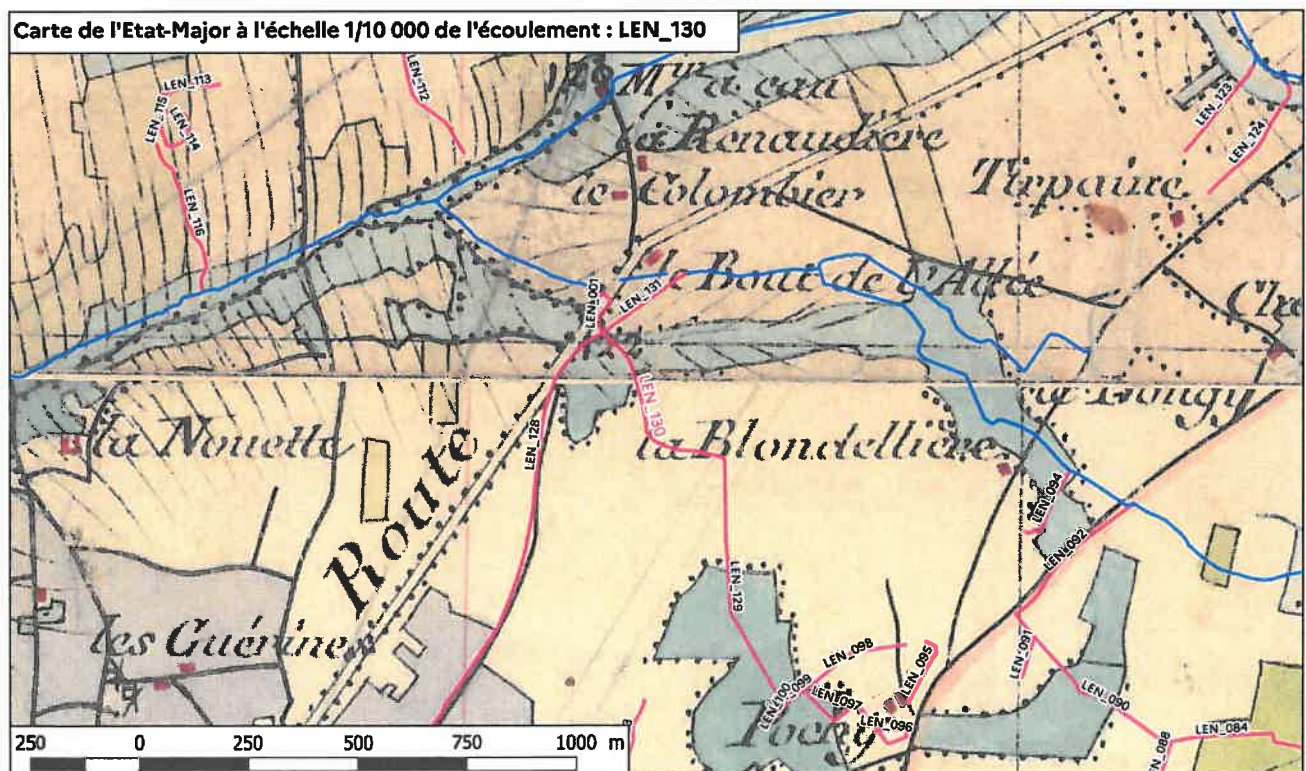 Carte de l'Etat-Major à l'échelle 1/10 000 de l'écoulement : LEN_130
LEN_113
LEN_112
LEN_115
LEN_114
LEN_116
Mⁱⁿ à eau
la Renaudière
le Colombier
Tirpaure
LEN_123
LEN_124
LEN_001
LEN_131
le Bout de l'Allée
Che
LEN_130
LEN_128
la Nouette
Route
la Blondellière
LEN_094
LEN_092
LEN_129
les Guérines
LEN_098
LEN_095
LEN_091
LEN_099
LEN_100
LEN_097
LEN_096
LEN_090
LEN_084
LEN_088
250 0 250 500 750 1000 m